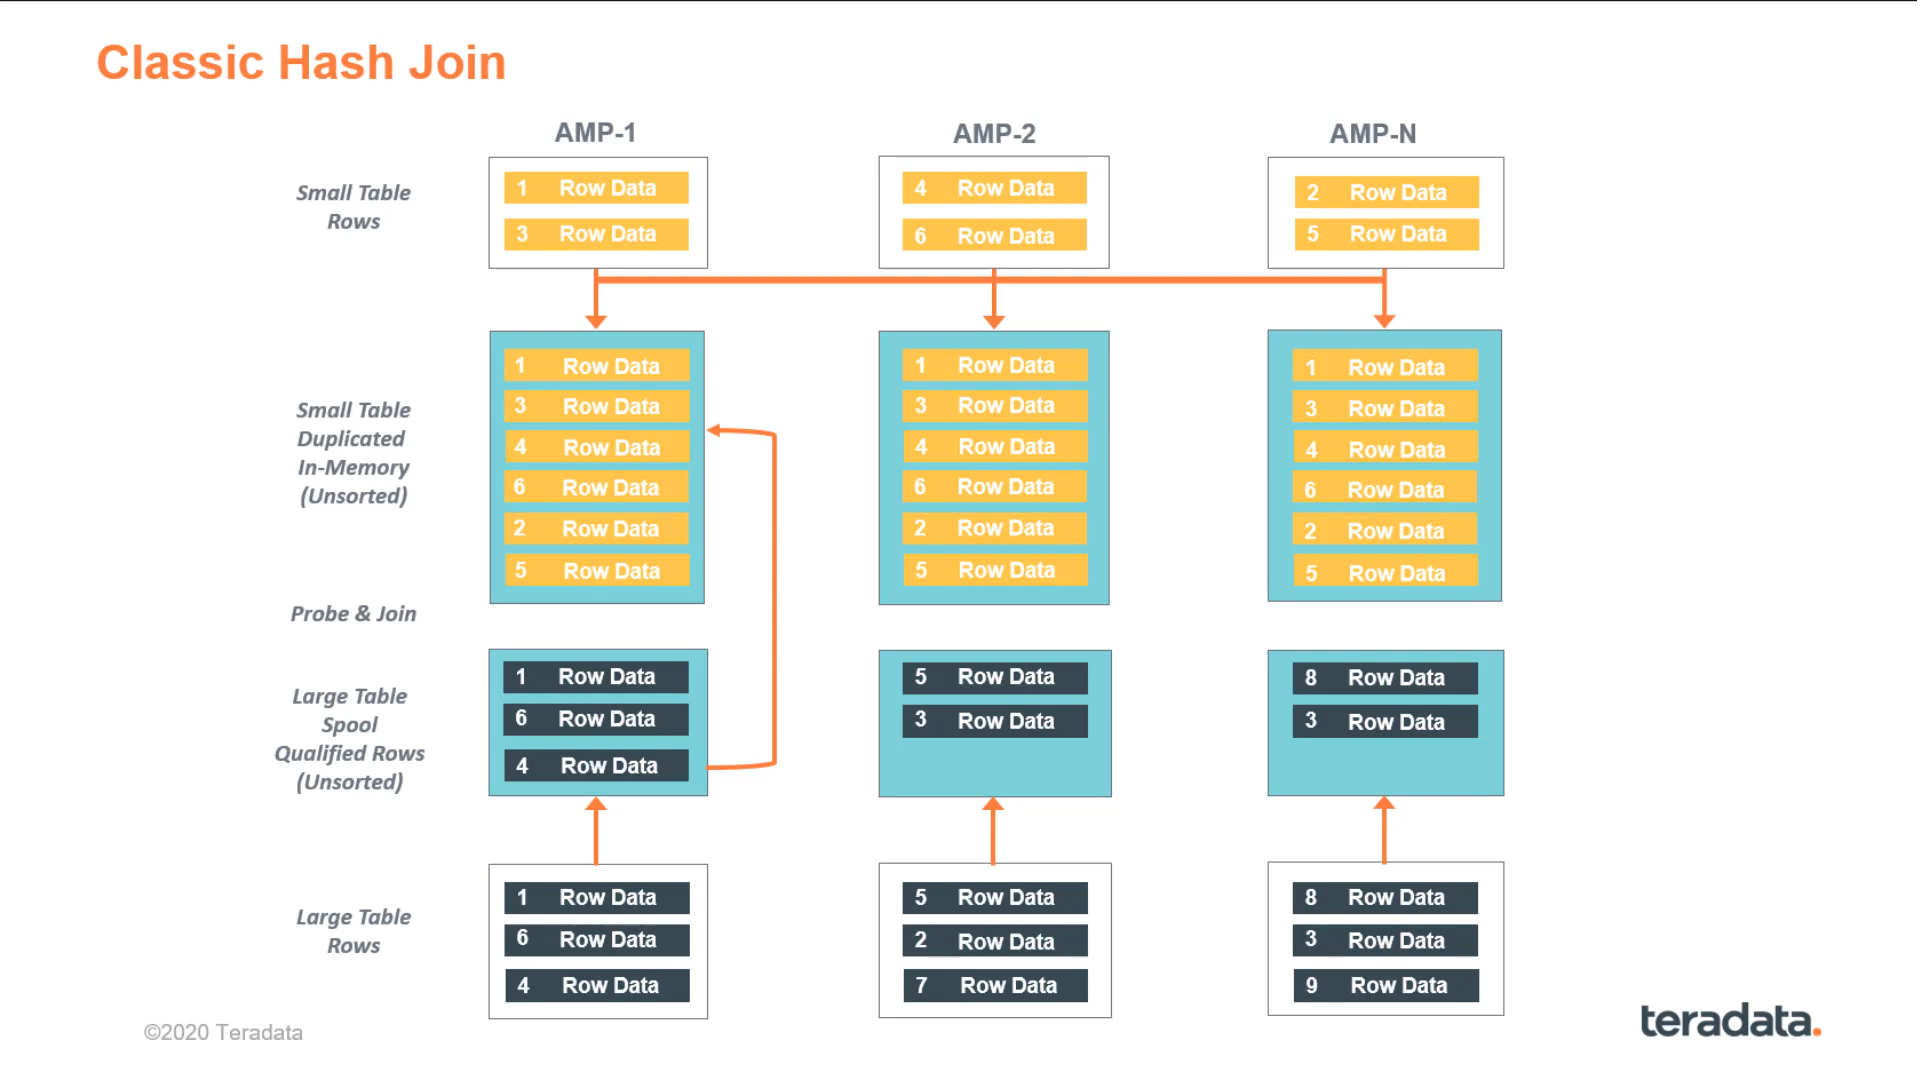 Classic Hash Join
AMP-1
AMP-2
AMP-N
Small Table
Rows
1 Row Data
3 Row Data
4 Row Data
6 Row Data
2 Row Data
5 Row Data
Small Table
Duplicated
In-Memory
(Unsorted)
1 Row Data
3 Row Data
4 Row Data
6 Row Data
2 Row Data
5 Row Data
1 Row Data
3 Row Data
4 Row Data
6 Row Data
2 Row Data
5 Row Data
1 Row Data
3 Row Data
4 Row Data
6 Row Data
2 Row Data
5 Row Data
Probe & Join
Large Table
Spool
Qualified Rows
(Unsorted)
1 Row Data
6 Row Data
4 Row Data
5 Row Data
3 Row Data
8 Row Data
3 Row Data
Large Table
Rows
1 Row Data
6 Row Data
4 Row Data
5 Row Data
2 Row Data
7 Row Data
8 Row Data
3 Row Data
9 Row Data
©2020 Teradata
teradata.